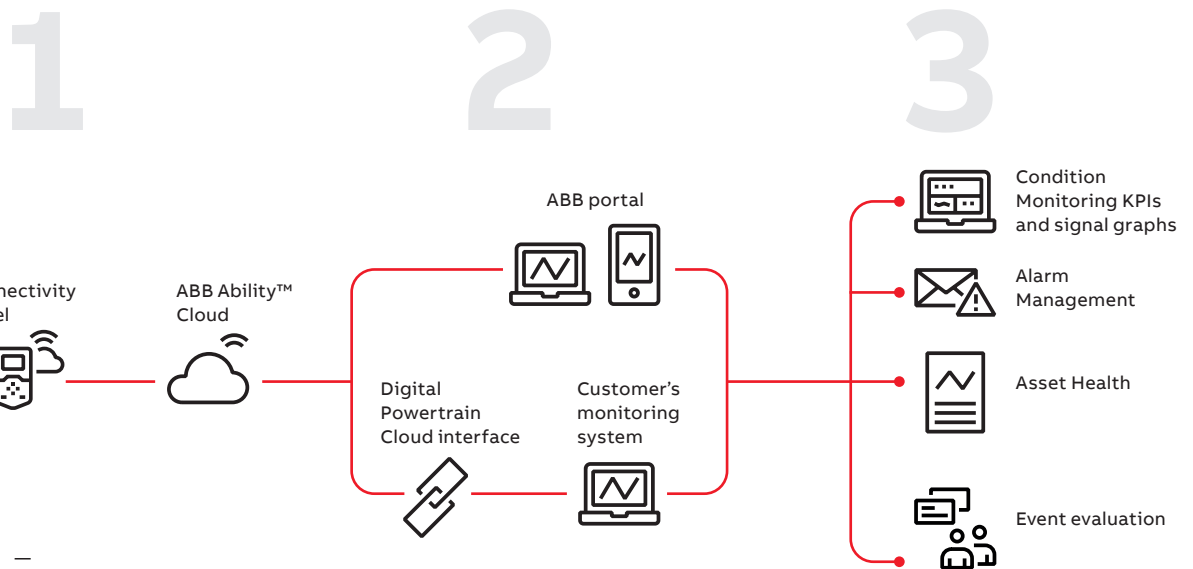 1
2
3
ABB portal
Condition
Monitoring KPIs
and signal graphs
nectivity
el
ABB Ability™
Cloud
Alarm
Management
Digital
Powertrain
Cloud interface
Customer's
monitoring
system
Asset Health
Event evaluation
—